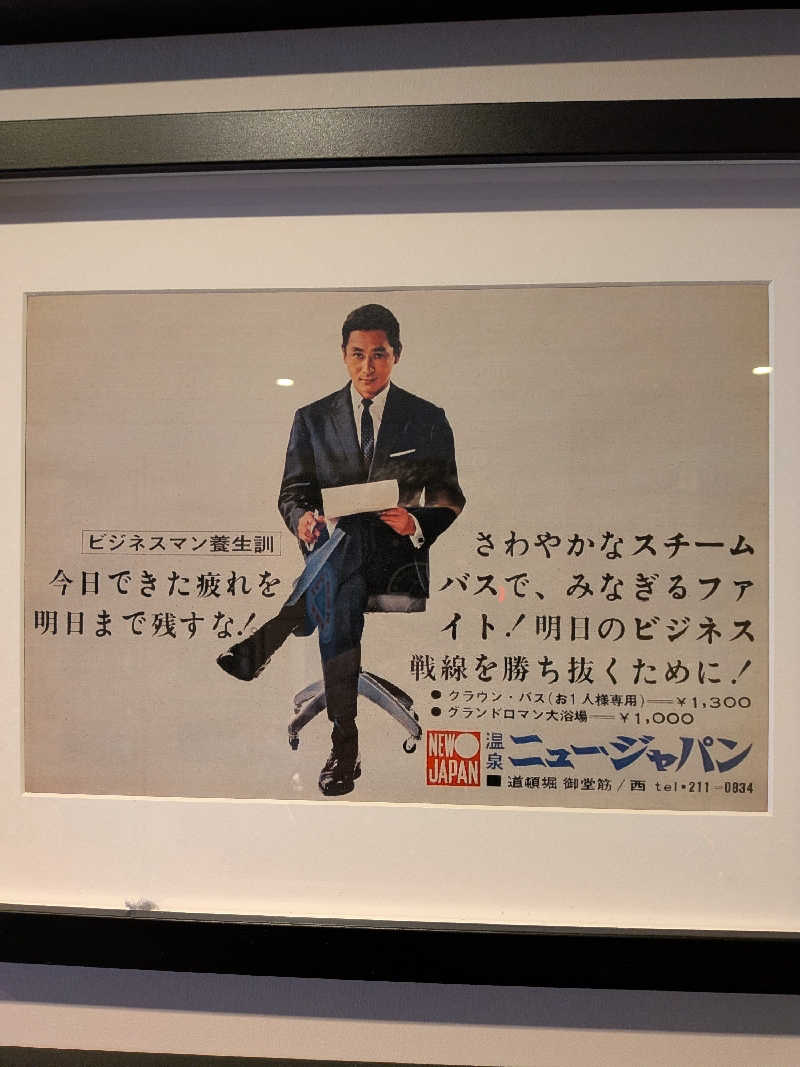 ビジネスマン養生訓
今日できた疲れを
明日まで残すな!
さわやかなスチーム
バスで、みなぎるファ
イト!明日のビジネス
戦線を勝ち抜くために!
●クラウン・バス(お1人様専用)──¥1,300
●グランドロマン大浴場──¥1,000
NEW
JAPAN
温泉
ニュー・ジャパン
■道頓堀 御堂筋/西 tel・211-0834